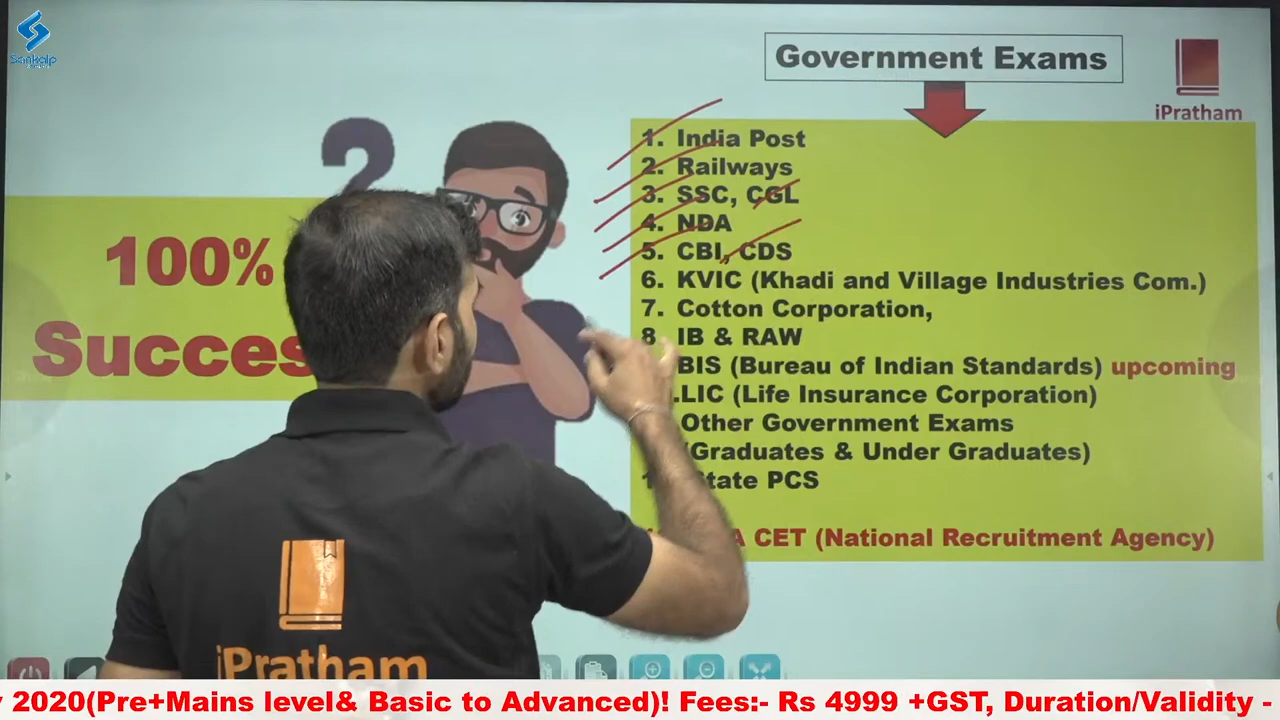 Sankalp
Government Exams
iPratham
1. India Post
2. Railways
3. SSC, CGL
4. NDA
5. CBI, CDS
6. KVIC (Khadi and Village Industries Com.)
7. Cotton Corporation,
8. IB & RAW
BIS (Bureau of Indian Standards) upcoming
.LIC (Life Insurance Corporation)
Other Government Exams
(Graduates & Under Graduates)
State PCS
CET (National Recruitment Agency)
?
100%
Succes
iPratham
2020(Pre+Mains level& Basic to Advanced)! Fees:- Rs 4999 +GST, Duration/Validity -